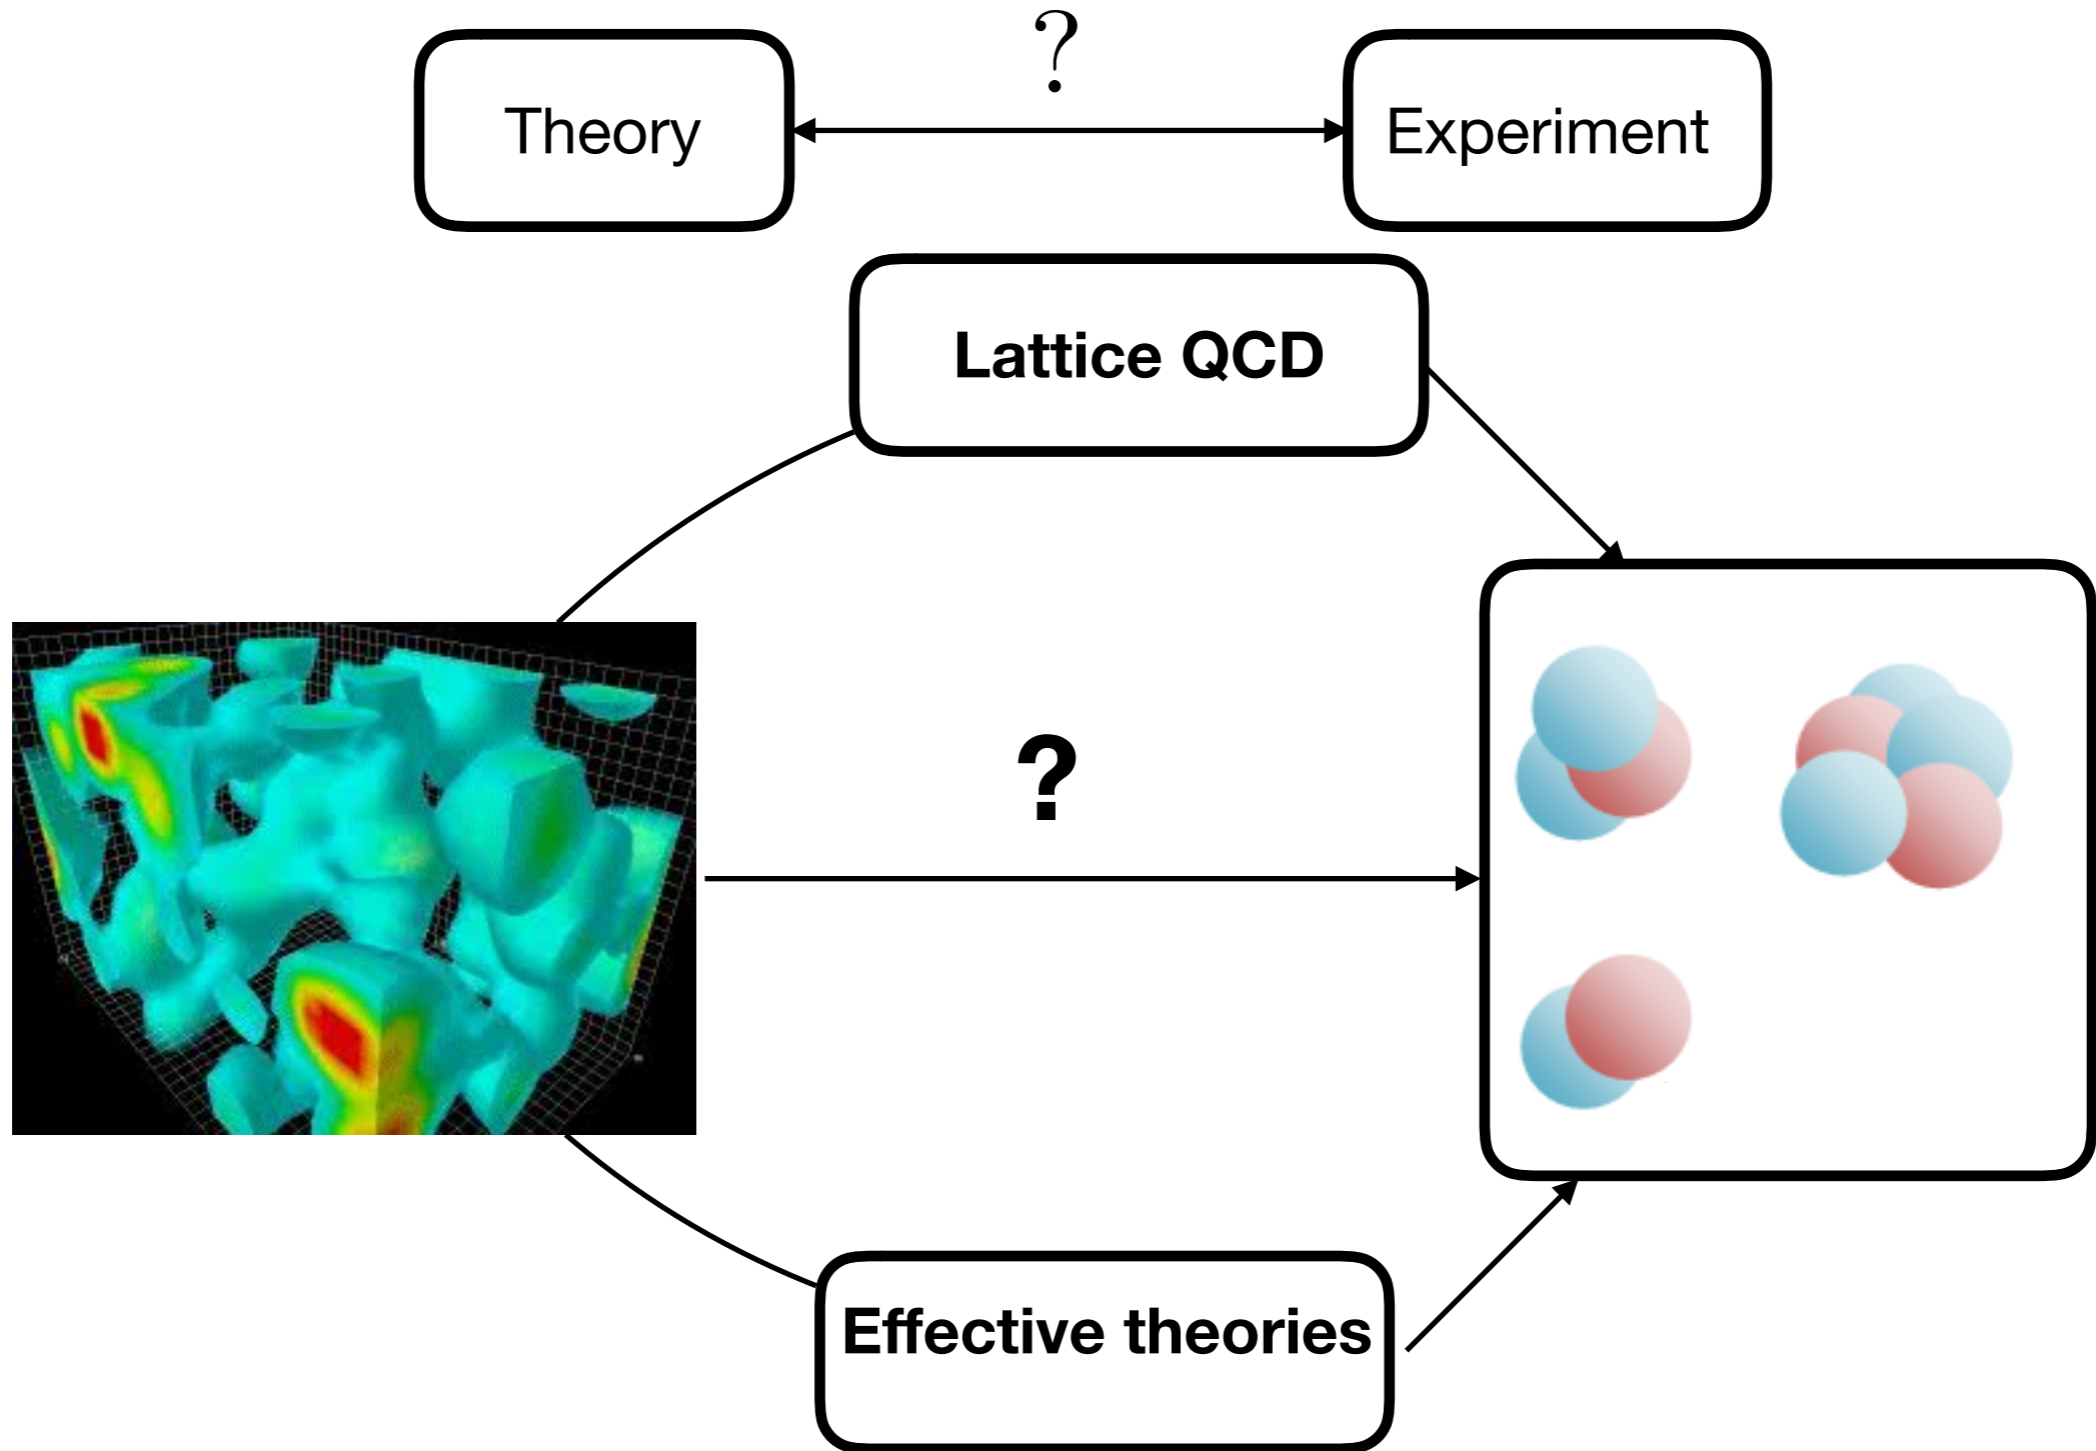 ?
Theory
Experiment
Lattice QCD
?
Effective theories